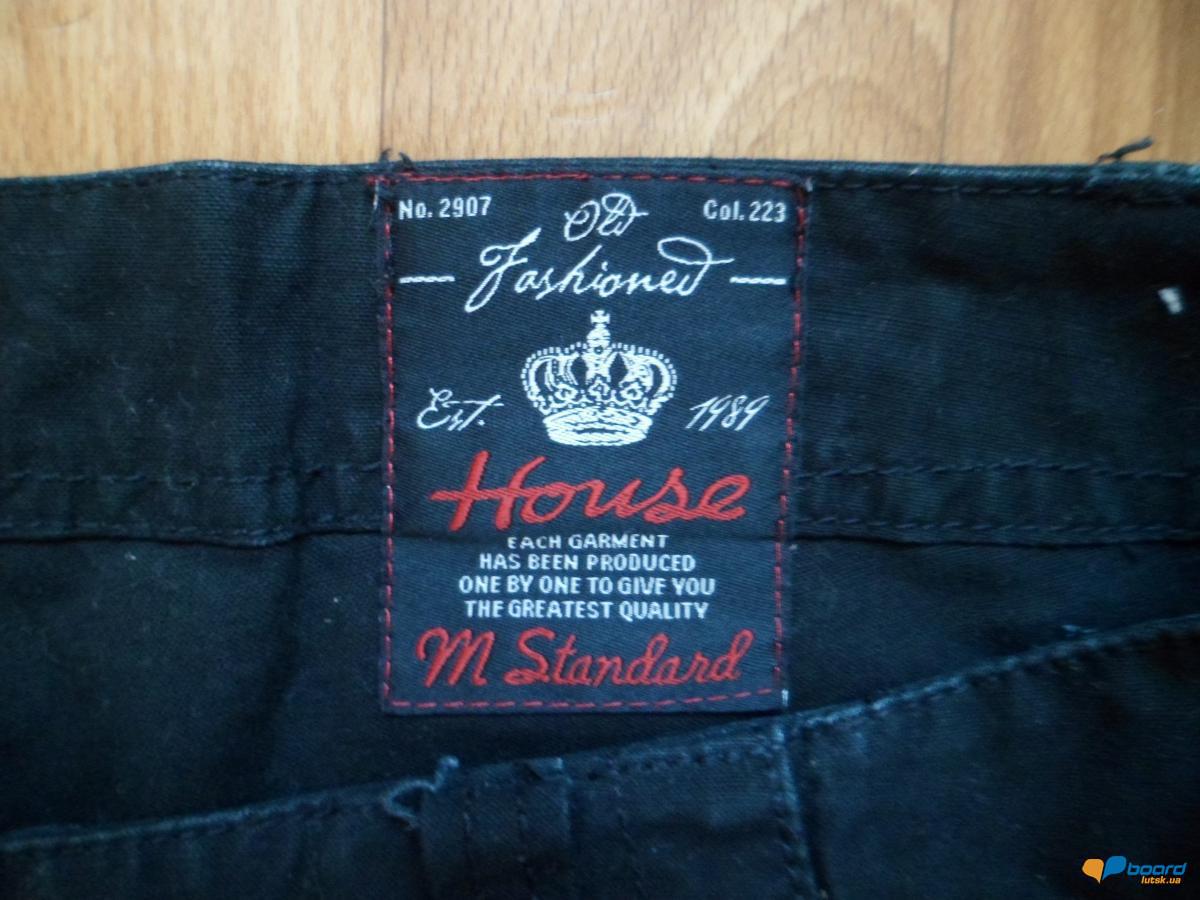 No. 2907
Col. 223
Old
Fashioned
Est. 1989
House
EACH GARMENT
HAS BEEN PRODUCED
ONE BY ONE TO GIVE YOU
THE GREATEST QUALITY
M Standard
boord
lutsk.ua